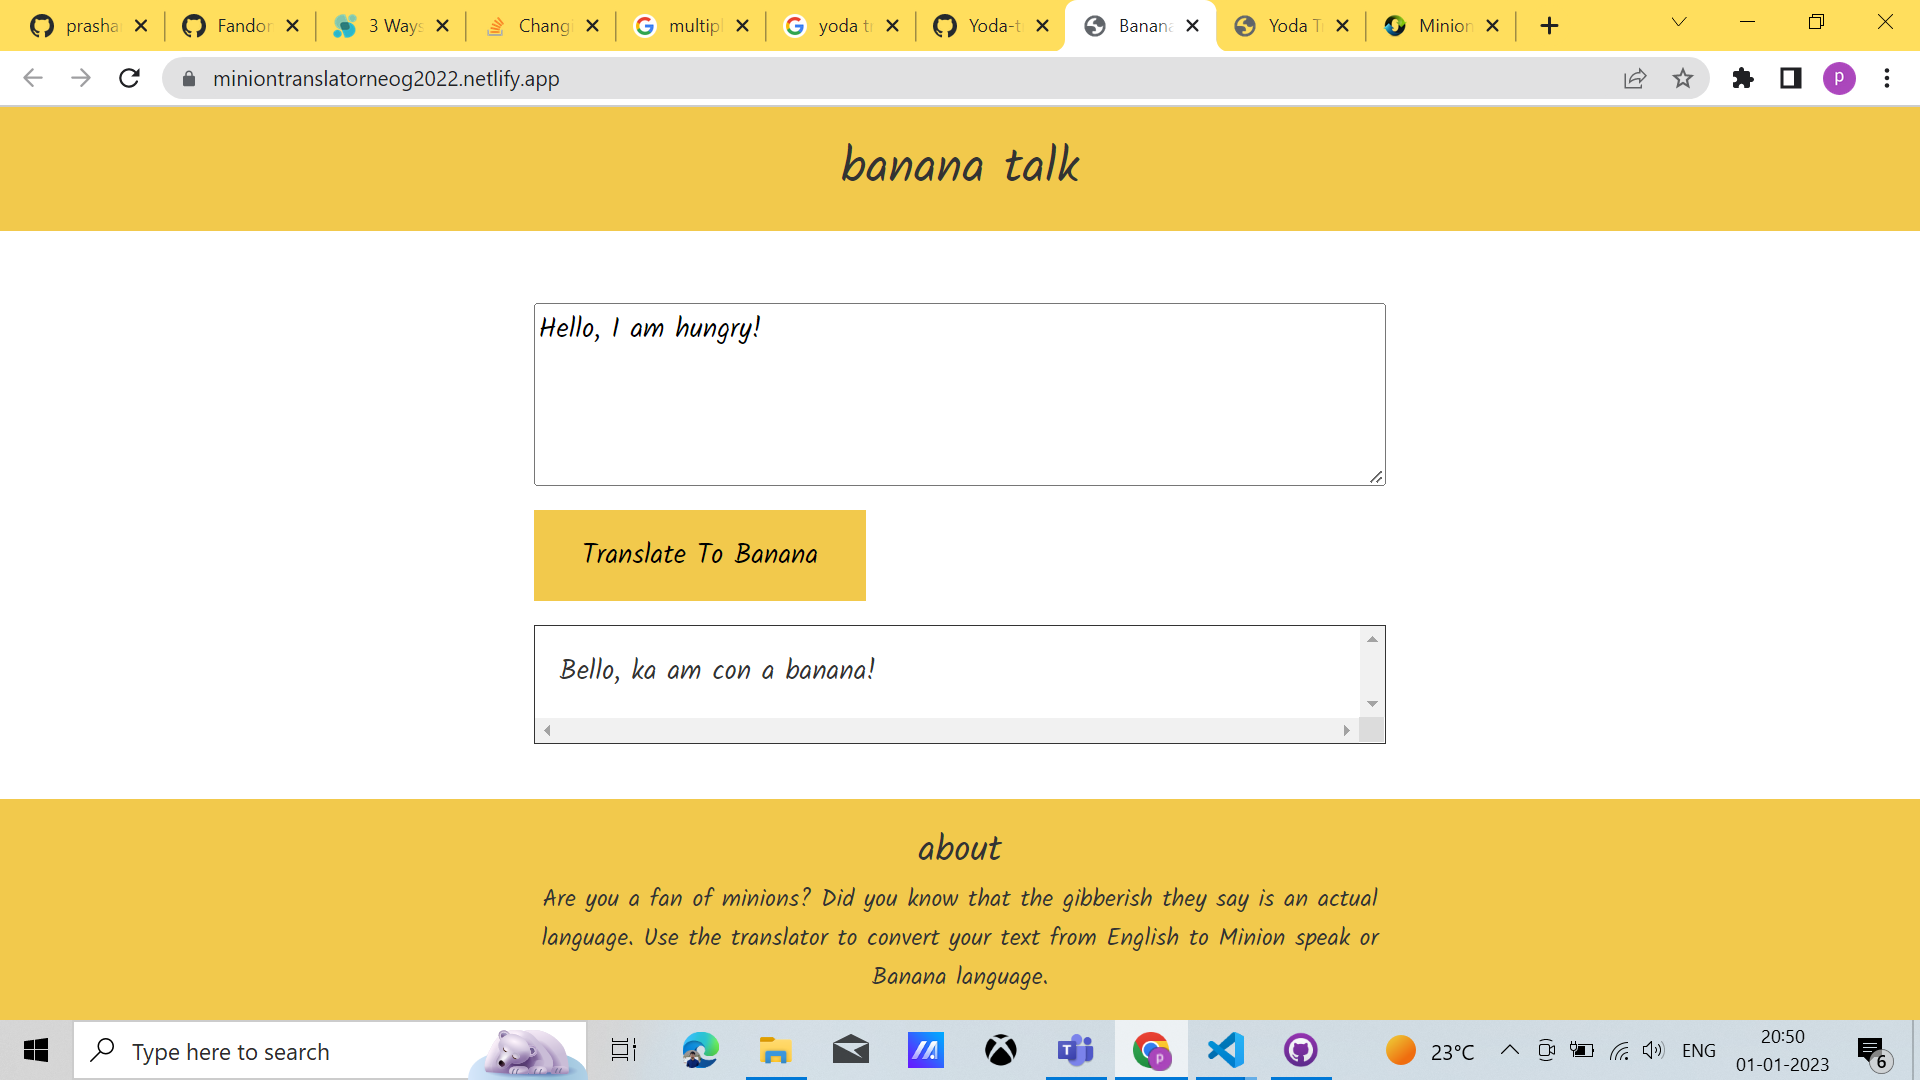 prasha
Fandor
3 Ways
Changi
multipl
yoda t
Yoda-t
Banana
Yoda T
Minion
miniontranslatorneog2022.netlify.app
p
banana talk
Hello, I am hungry!
Translate To Banana
Bello, ka am con a banana!
about
Are you a fan of minions? Did you know that the gibberish they say is an actual
language. Use the translator to convert your text from English to Minion speak or
Banana language.
Type here to search
p
23°C
ENG
20:50
01-01-2023
6